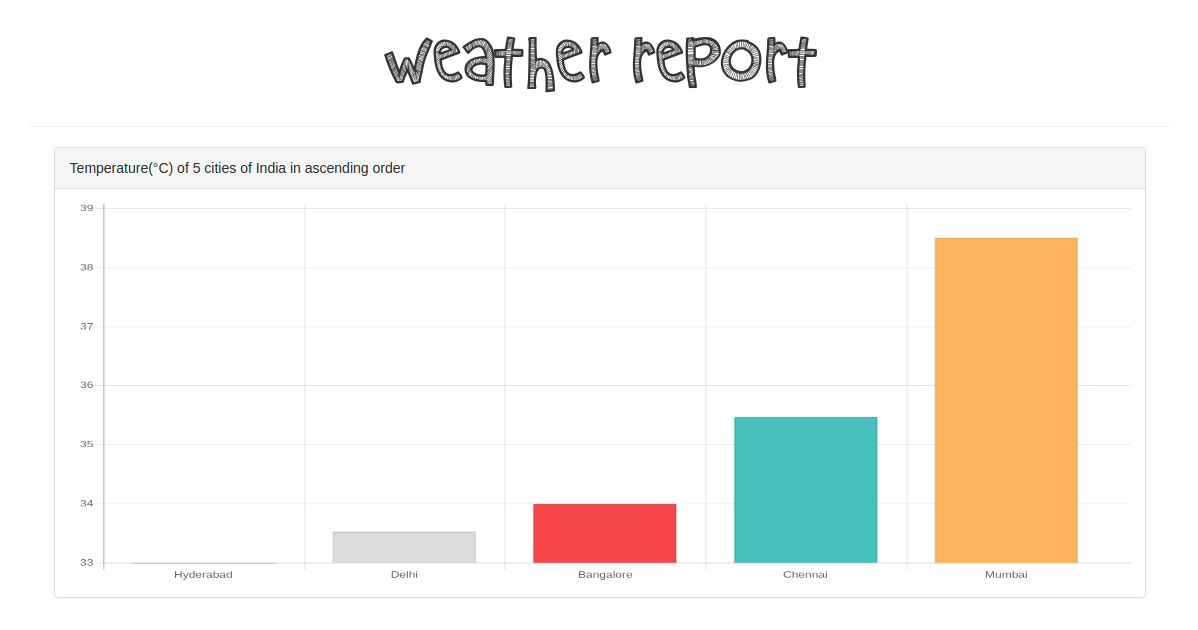 weather report
Temperature(°C) of 5 cities of India in ascending order
39
38
37
36
35
34
33
Hyderabad Delhi Bangalore Chennai Mumbai